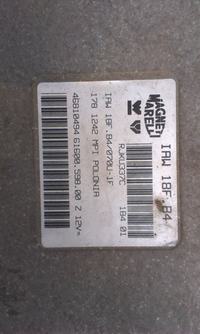 MAGNETI
MARELLI
IAW 18F.B4
RJKU337C
184 01
IAW 18F.B4/070U-1F
178 1242 MPI POLONIA
46810494 61600.598.00 Z 12V=